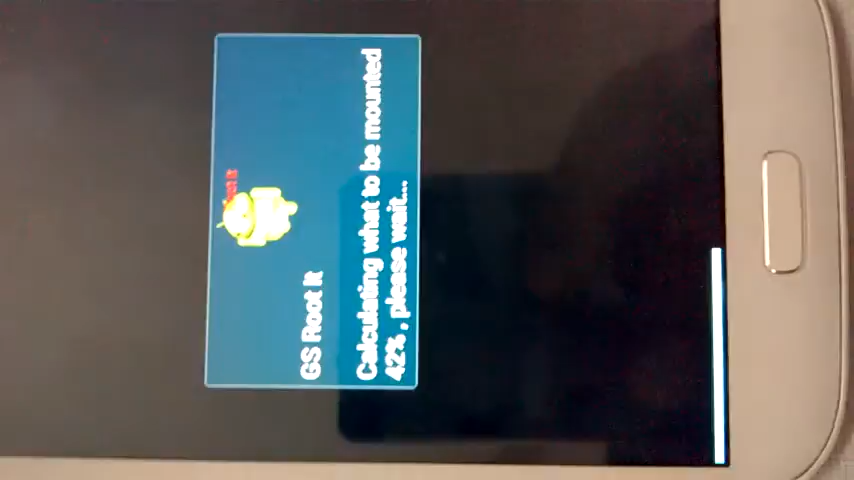 GS Root it
Calculating what to be mounted
42% , please wait...